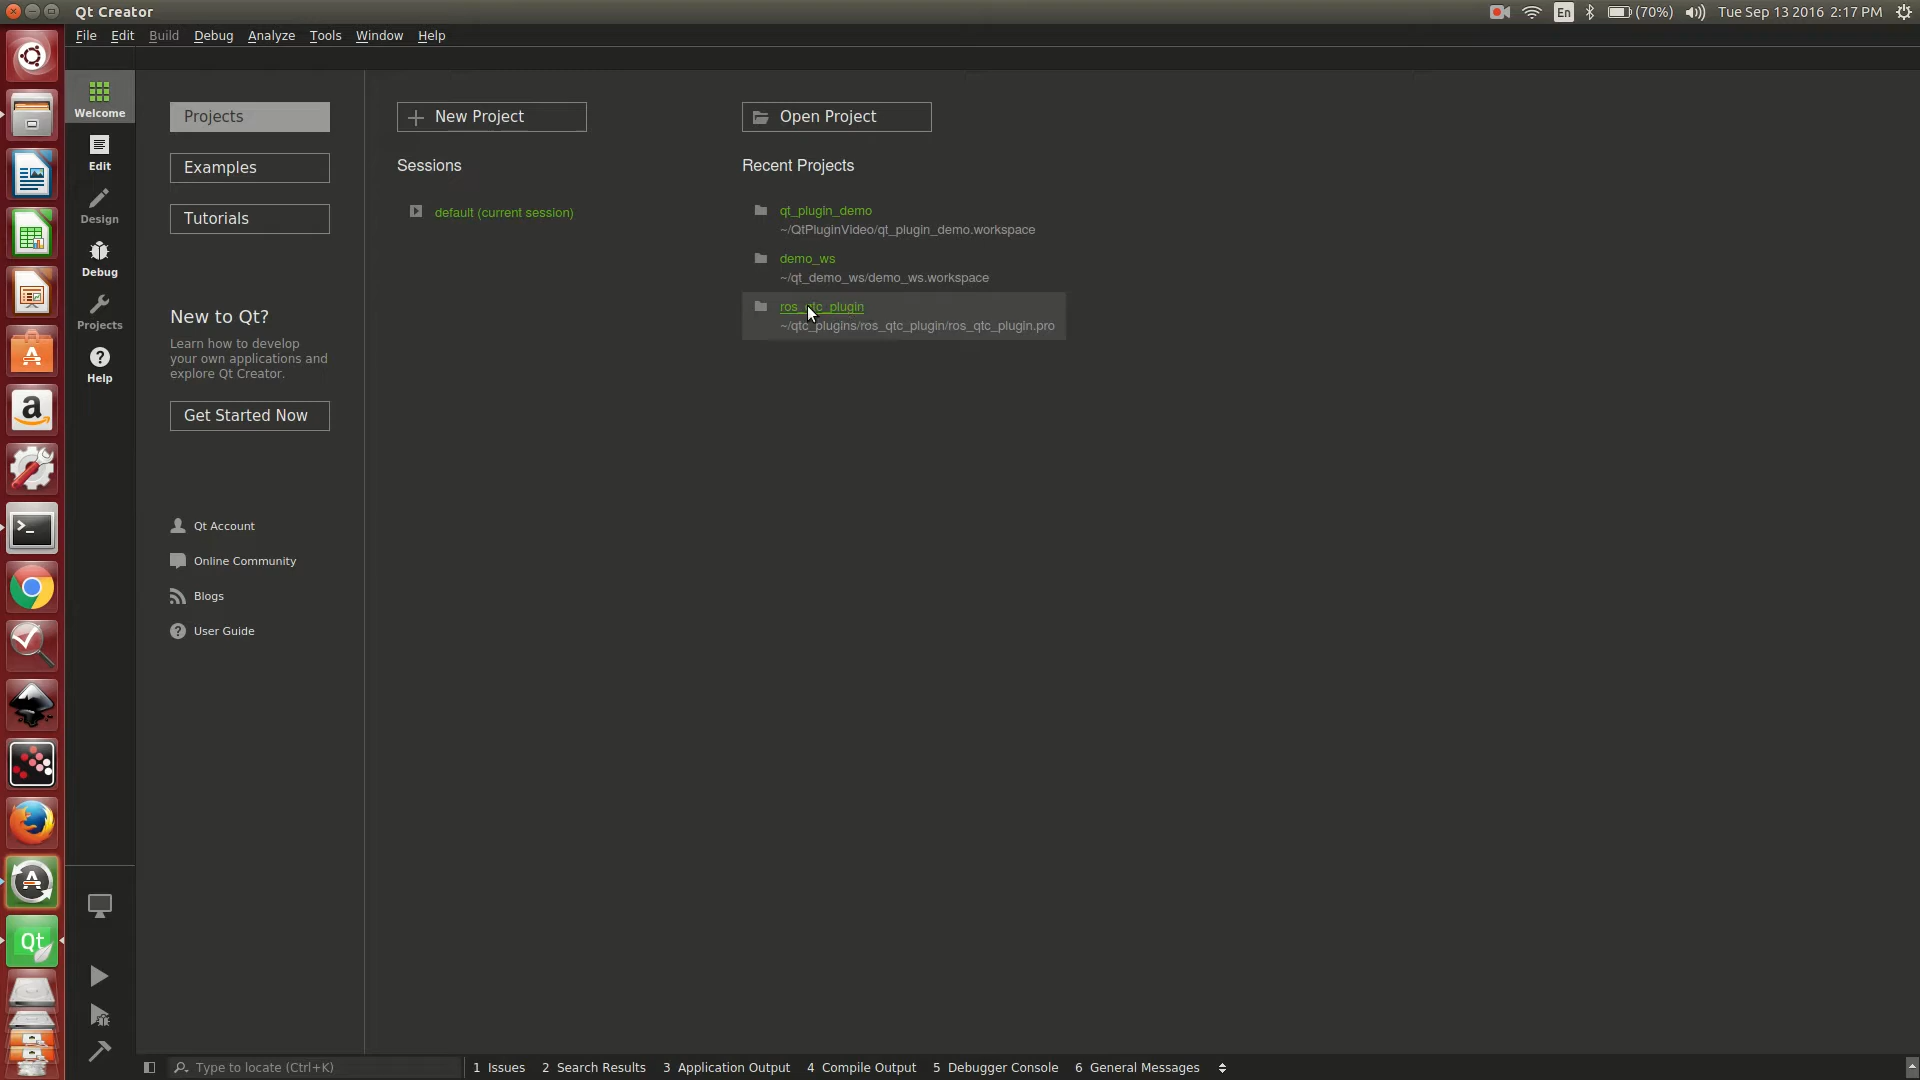 Qt Creator
En
(70%)
Tue Sep 13 2016 2:17 PM
File Edit Build Debug Analyze Tools Window Help
Welcome
Edit
Design
Debug
Projects
Help
Projects
Examples
Tutorials
New to Qt?
Learn how to develop
your own applications and
explore Qt Creator.
Get Started Now
Qt Account
Online Community
Blogs
User Guide
New Project
Sessions
default (current session)
Open Project
Recent Projects
qt_plugin_demo
~/QtPluginVideo/qt_plugin_demo.workspace
demo_ws
~/qt_demo_ws/demo_ws.workspace
ros_qtc_plugin
~/qtc_plugins/ros_qtc_plugin/ros_qtc_plugin.pro
a
Qt
Type to locate (Ctrl+K)
1 Issues 2 Search Results 3 Application Output 4 Compile Output 5 Debugger Console 6 General Messages